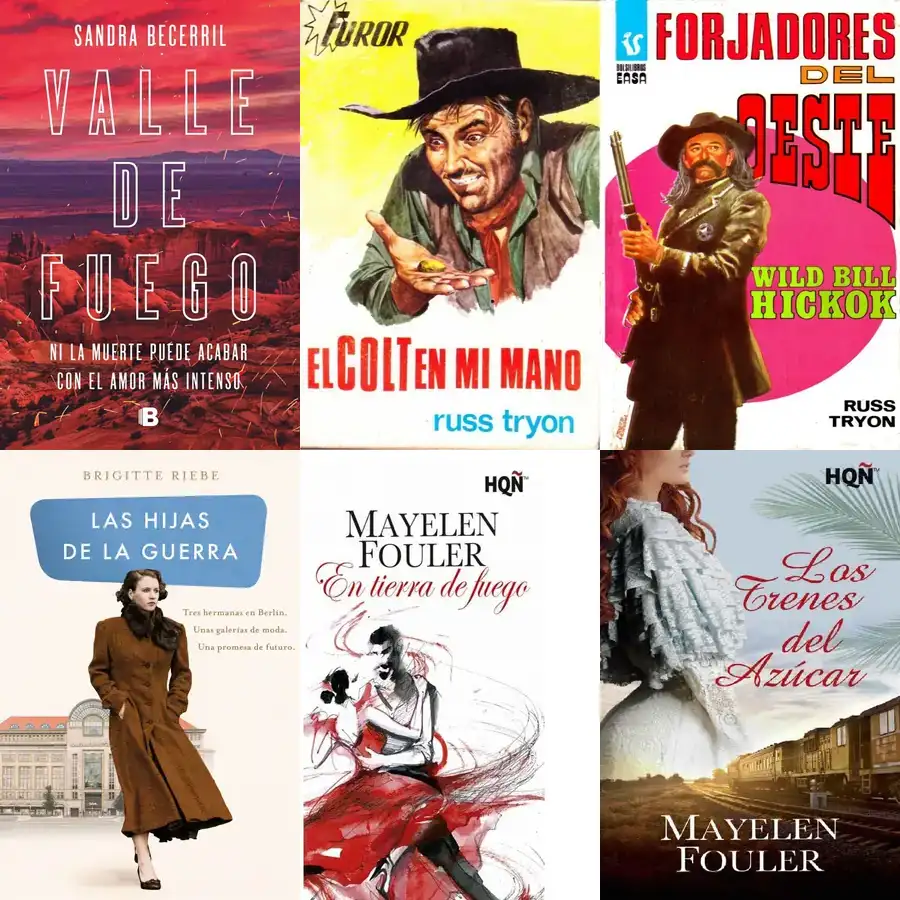 SANDRA BECERRIL
VALLE
DE
FUEGO
NI LA MUERTE PUEDE ACABAR
CON EL AMOR MÁS INTENSO
B
FUROR
EL COLT EN MI MANO
russ tryon
BOLSILIBROS
EASA
FORJADORES
DEL
OESTE
WILD BILL
HICKOK
RUSS
TRYON
BRIGITTE RIEBE
LAS HIJAS
DE LA GUERRA
Tres hermanas en Berlín.
Unas galerías de moda.
Una promesa de futuro.
HQÑ™
MAYELEN
FOULER
En tierra de fuego
HQÑ™
Los
Trenes
del
Azúcar
MAYELEN
FOULER